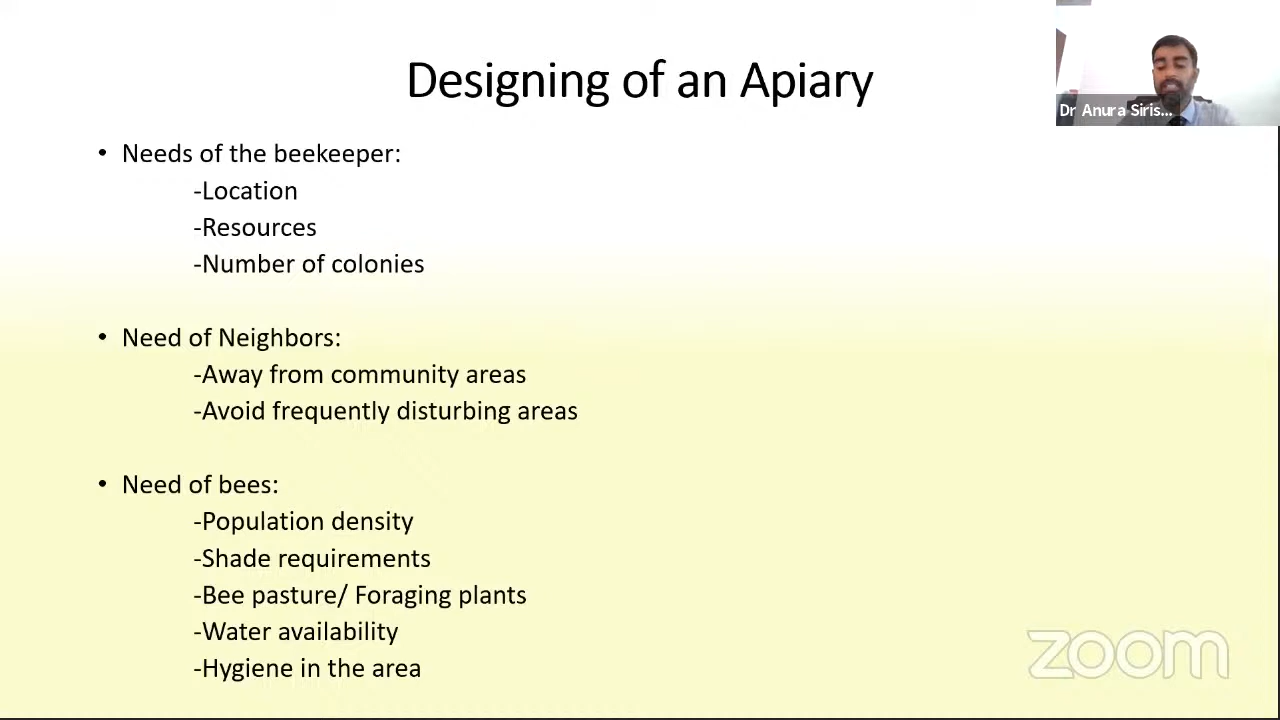 Designing of an Apiary
Dr Anura Siris...
• Needs of the beekeeper:
-Location
-Resources
-Number of colonies
• Need of Neighbors:
-Away from community areas
-Avoid frequently disturbing areas
• Need of bees:
-Population density
-Shade requirements
-Bee pasture/ Foraging plants
-Water availability
-Hygiene in the area
zoom